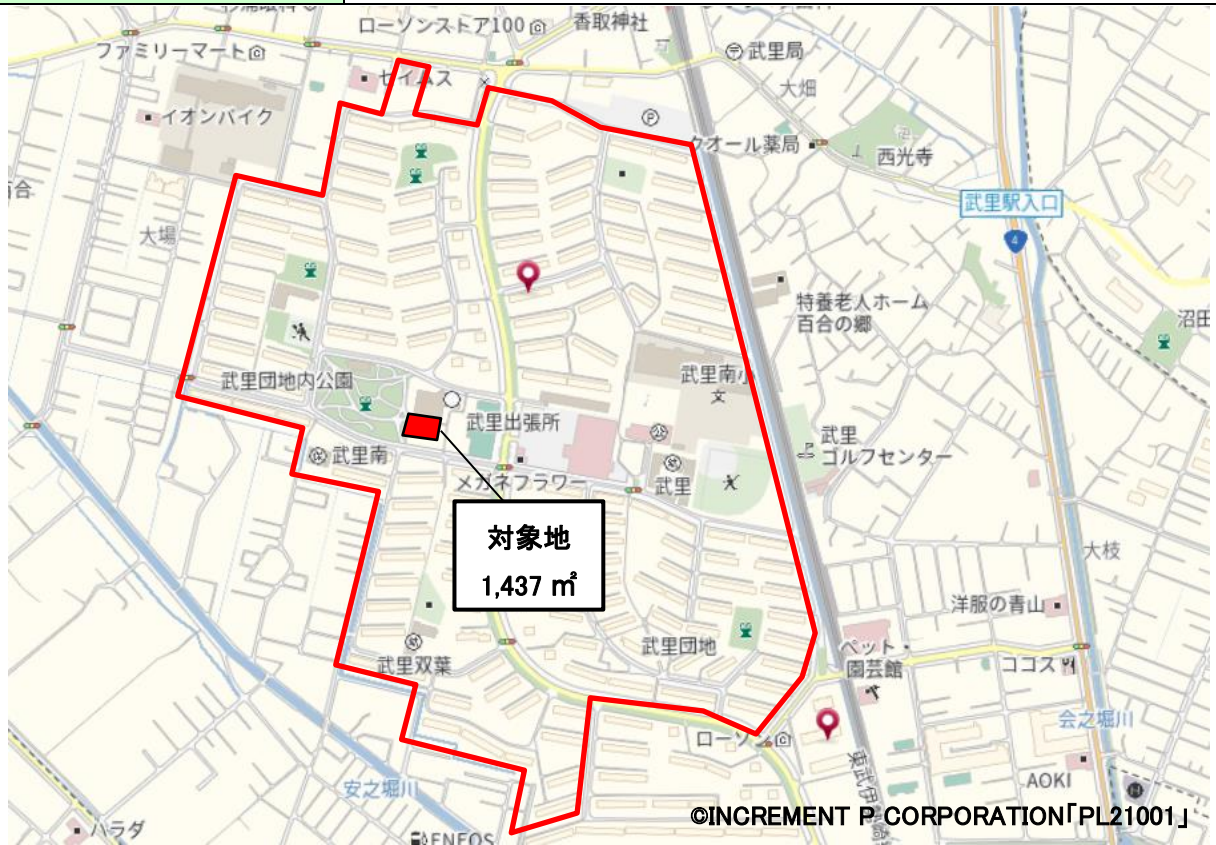 ローソンストア100
香取神社
ファミリーマート
武里局
セイムス
大畑
イオンバイク
クオール薬局
西光寺
武里駅入口
大場
4
特養老人ホーム
百合の郷
沼田
武里団地内公園
武里南小
文
武里出張所
武里
ゴルフセンター
武里南
メガネフラワー
武里
対象地
1,437 ㎡
大枝
洋服の青山
武里団地
ペット・
園芸館
武里双葉
ココス
会之堀川
ローソン
安之堀川
AOKI
ハラダ
ENEOS
©INCREMENT P CORPORATION「PL21001」